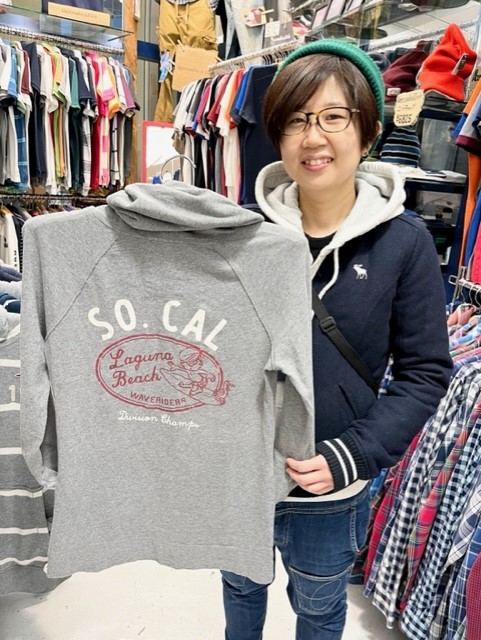 SO. CAL
Laguna
Beach
WAVERIDERS
Division Champs